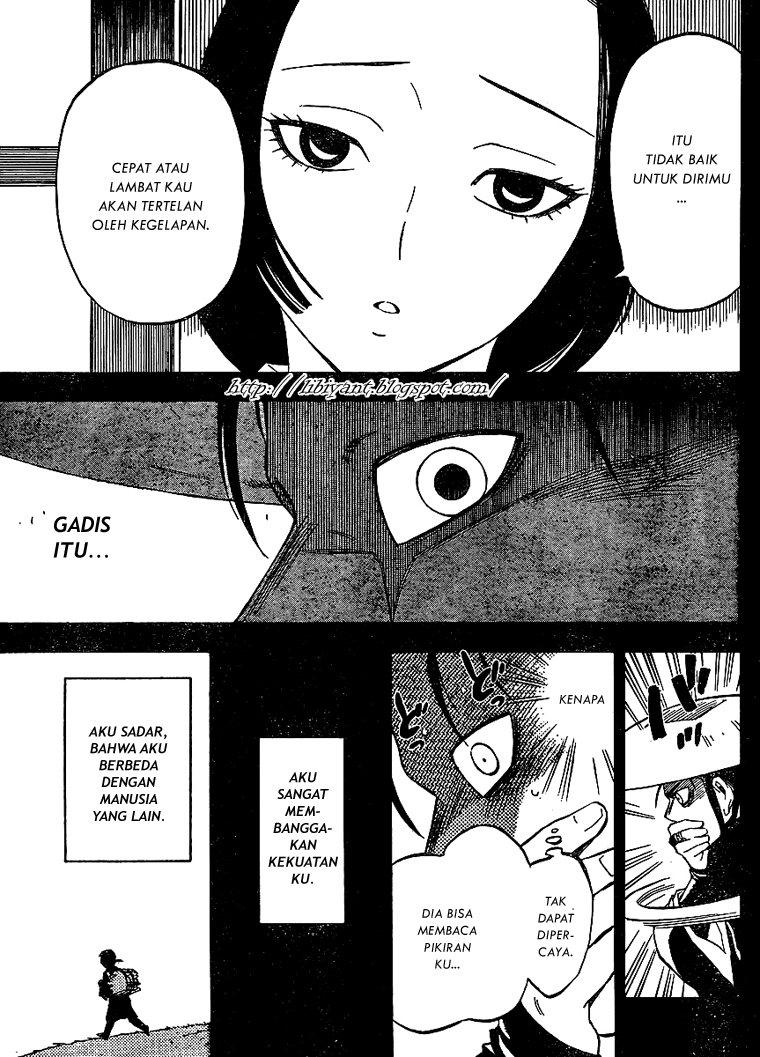 ITU
TIDAK BAIK
UNTUK DIRIMU
...
CEPAT ATAU
LAMBAT KAU
AKAN TERTELAN
OLEH KEGELAPAN.
http://libiyant.blogspot.com/
GADIS
ITU...
KENAPA
TAK
DAPAT
DIPER-
CAYA.
DIA BISA
MEMBACA
PIKIRAN
KU...
AKU
SANGAT
MEM-
BANGGA-
KAN
KEKUATAN
KU.
AKU SADAR,
BAHWA AKU
BERBEDA
DENGAN
MANUSIA
YANG LAIN.